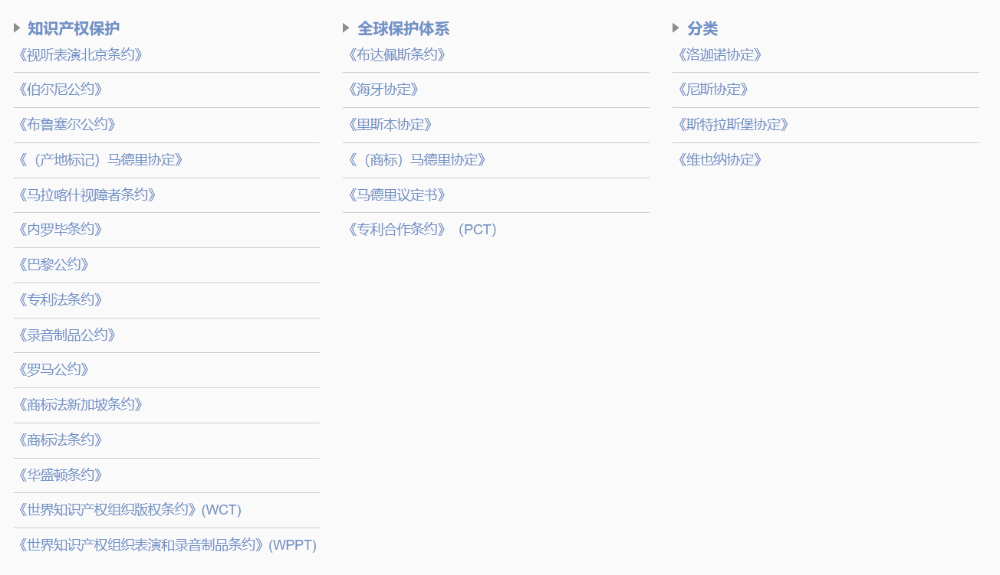 知识产权保护
《视听表演北京条约》
《伯尔尼公约》
《布鲁塞尔公约》
《（产地标记）马德里协定》
《马拉喀什视障者条约》
《内罗毕条约》
《巴黎公约》
《专利法条约》
《录音制品公约》
《罗马公约》
《商标法新加坡条约》
《商标法条约》
《华盛顿条约》
《世界知识产权组织版权条约》(WCT)
《世界知识产权组织表演和录音制品条约》(WPPT)
全球保护体系
《布达佩斯条约》
《海牙协定》
《里斯本协定》
《（商标）马德里协定》
《马德里议定书》
《专利合作条约》（PCT）
分类
《洛迦诺协定》
《尼斯协定》
《斯特拉斯堡协定》
《维也纳协定》